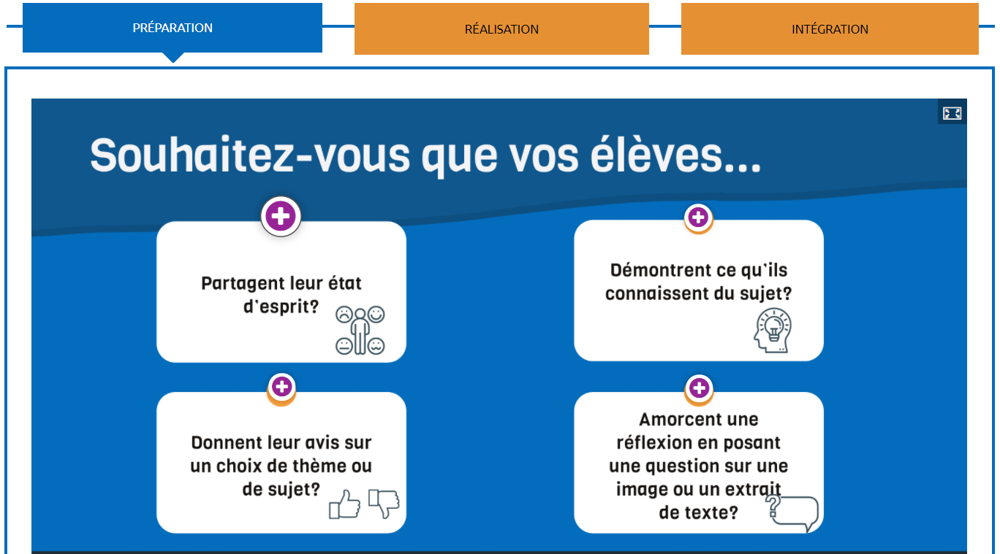 PRÉPARATION
RÉALISATION
INTÉGRATION
Souhaitez-vous que vos élèves...
Partagent leur état
d'esprit?
Démontrent ce qu'ils
connaissent du sujet?
Donnent leur avis sur
un choix de thème ou
de sujet?
Amorcent une
réflexion en posant
une question sur une
image ou un extrait
de texte?